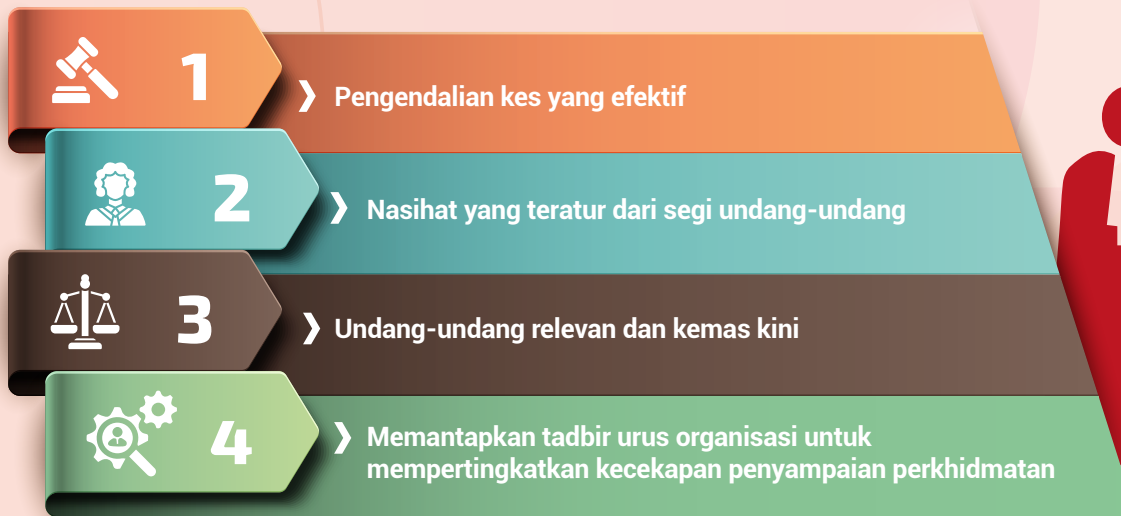 1
Pengendalian kes yang efektif
2
Nasihat yang teratur dari segi undang-undang
3
Undang-undang relevan dan kemas kini
4
Memantapkan tadbir urus organisasi untuk
mempertingkatkan kecekapan penyampaian perkhidmatan